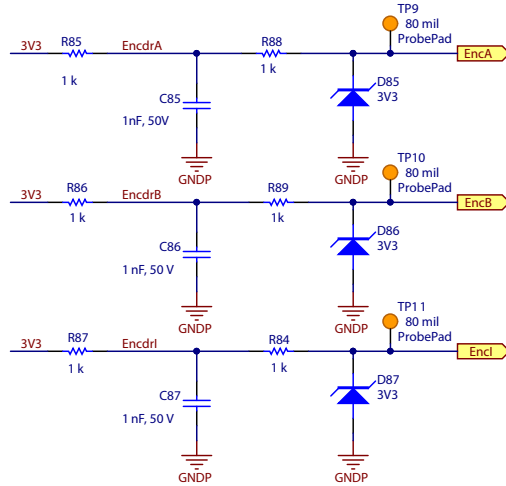 TP9
80 mil
ProbePad
3V3
R85
EncdrA
R88
EncA
1 k
1 k
C85
1nF, 50V
D85
3V3
GNDP
GNDP
TP10
80 mil
ProbePad
3V3
R86
EncdrB
R89
EncB
1 k
1k
C86
1 nF, 50 V
D86
3V3
GNDP
GNDP
TP11
80 mil
ProbePad
3V3
R87
EncdrI
R84
EncI
1 k
1 k
C87
1 nF, 50 V
D87
3V3
GNDP
GNDP